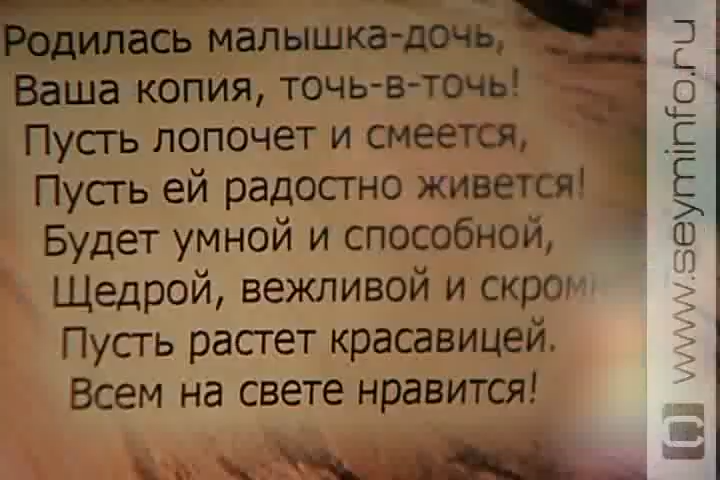 Родилась малышка-дочь,
Ваша копия, точь-в-точь!
Пусть лопочет и смеется,
Пусть ей радостно живется!
Будет умной и способной,
Щедрой, вежливой и
Пусть растет красавицей.
Всем на свете нравится!
www.seyminfo.ru